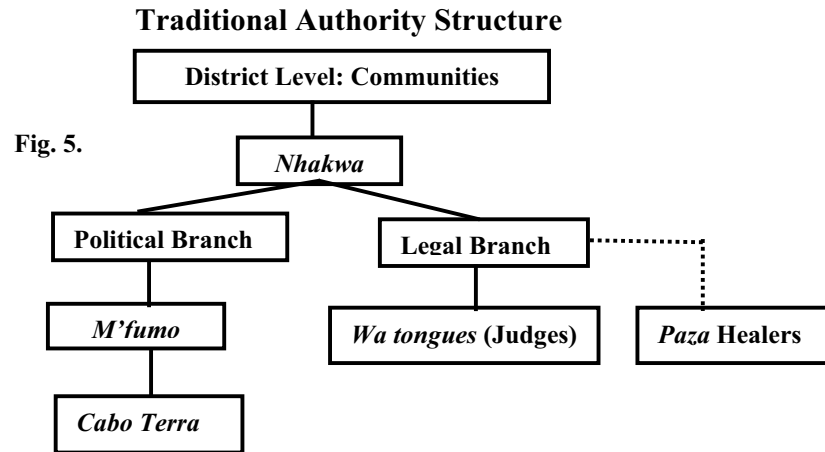 Traditional Authority Structure
District Level: Communities
Fig. 5.
Nhakwa
Political Branch
Legal Branch
M’fumo
Wa tongues (Judges)
Paza Healers
Cabo Terra